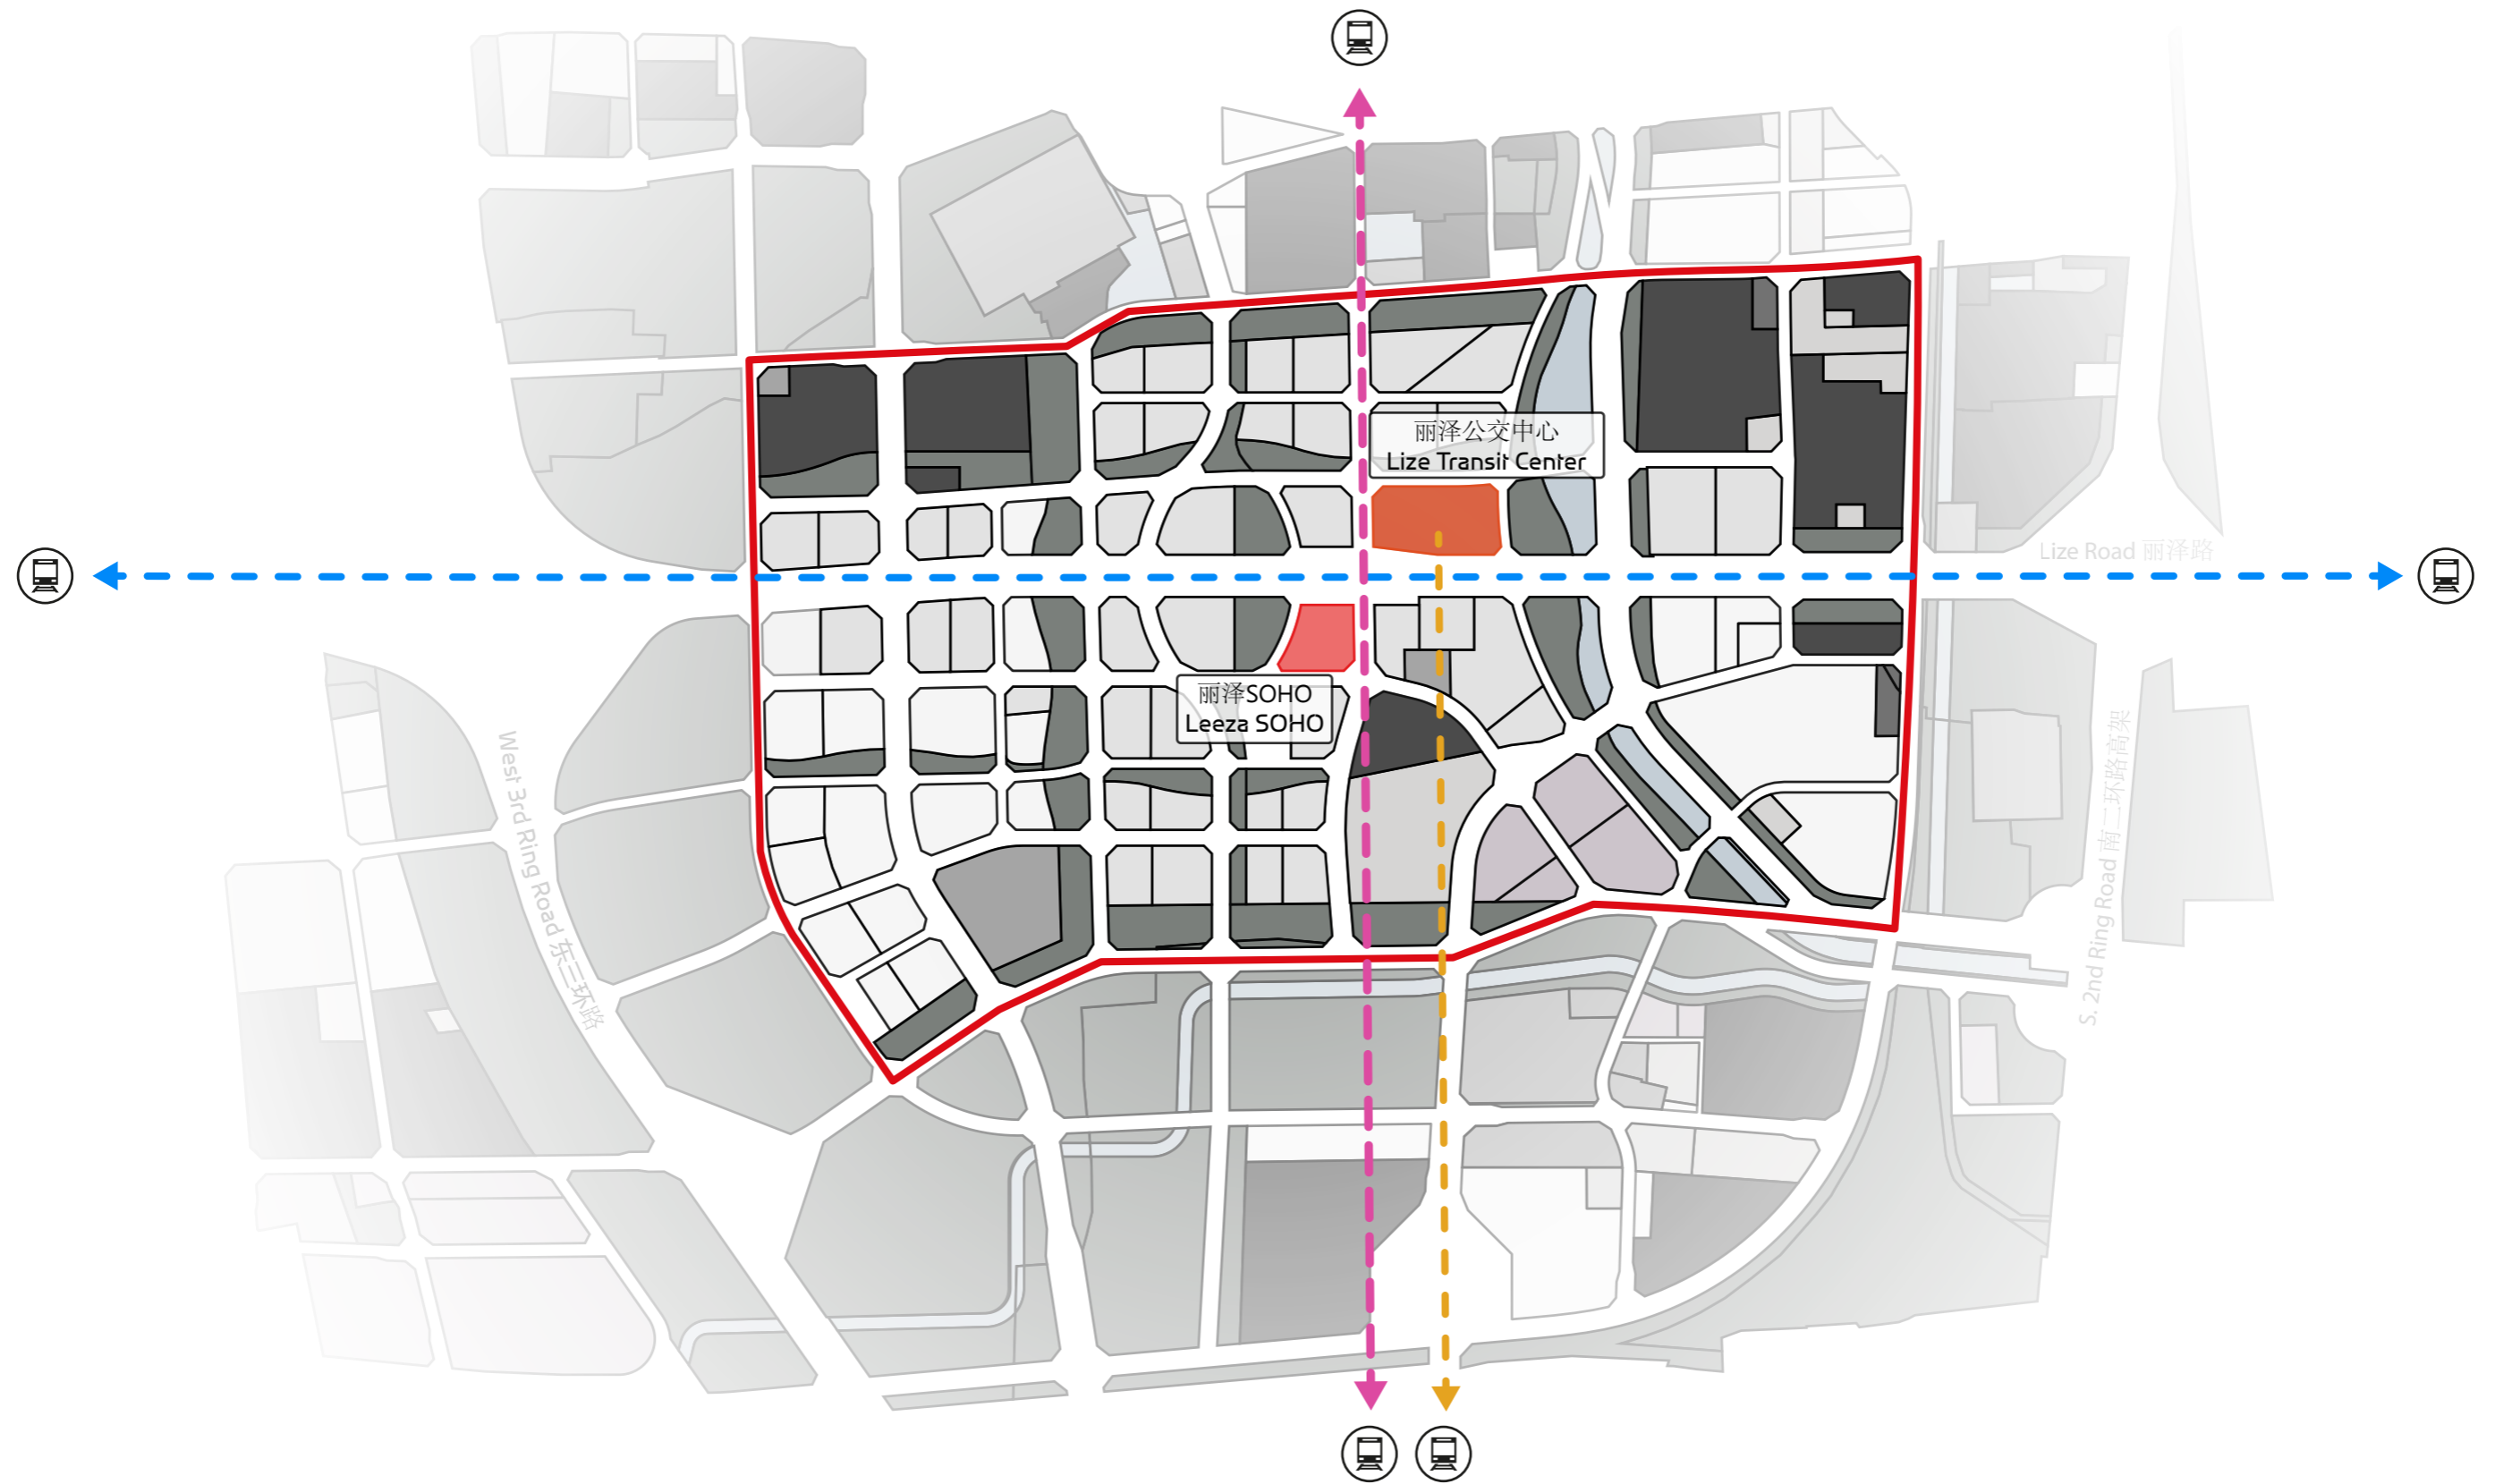 丽泽公交中心
Lize Transit Center
Lize Road 丽泽路
丽泽SOHO
Leeza SOHO
West 3rd Ring Road 东三环路
S. 2nd Ring Road 南二环路高架